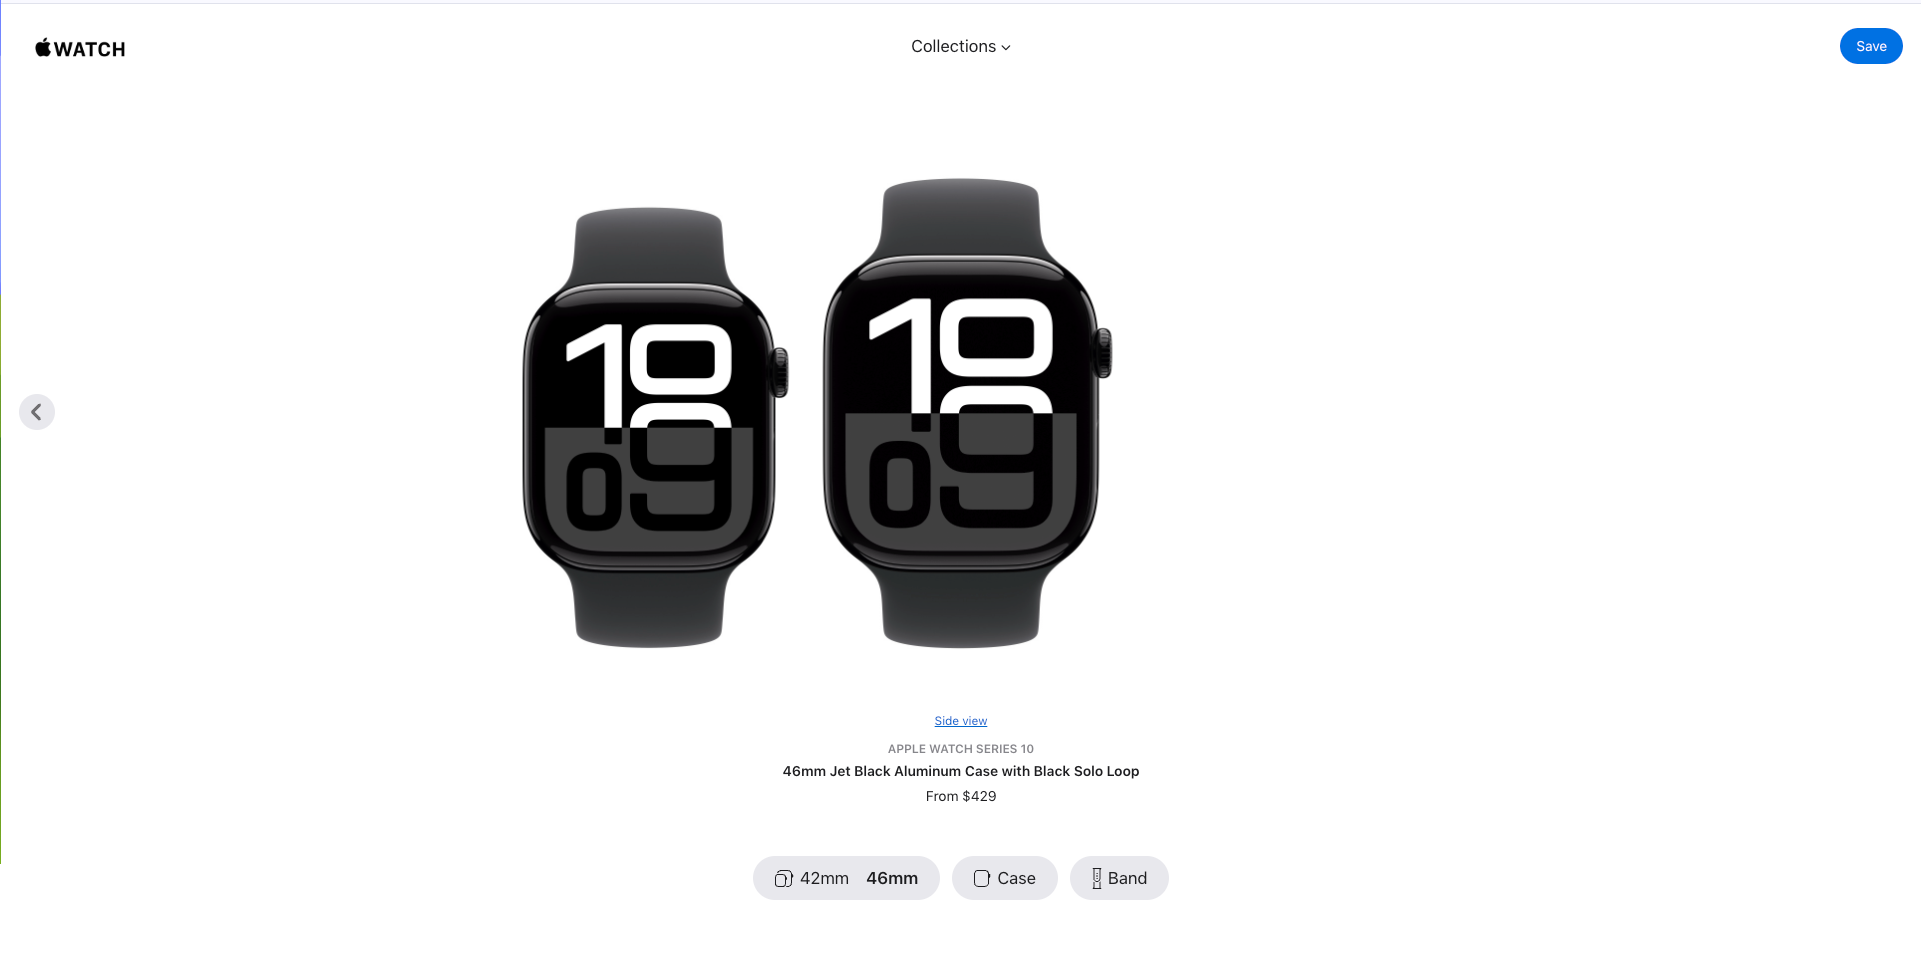 WATCH
Collections
Save
10
09
10
09
Side view
APPLE WATCH SERIES 10
46mm Jet Black Aluminum Case with Black Solo Loop
From $429
42mm 46mm Case Band